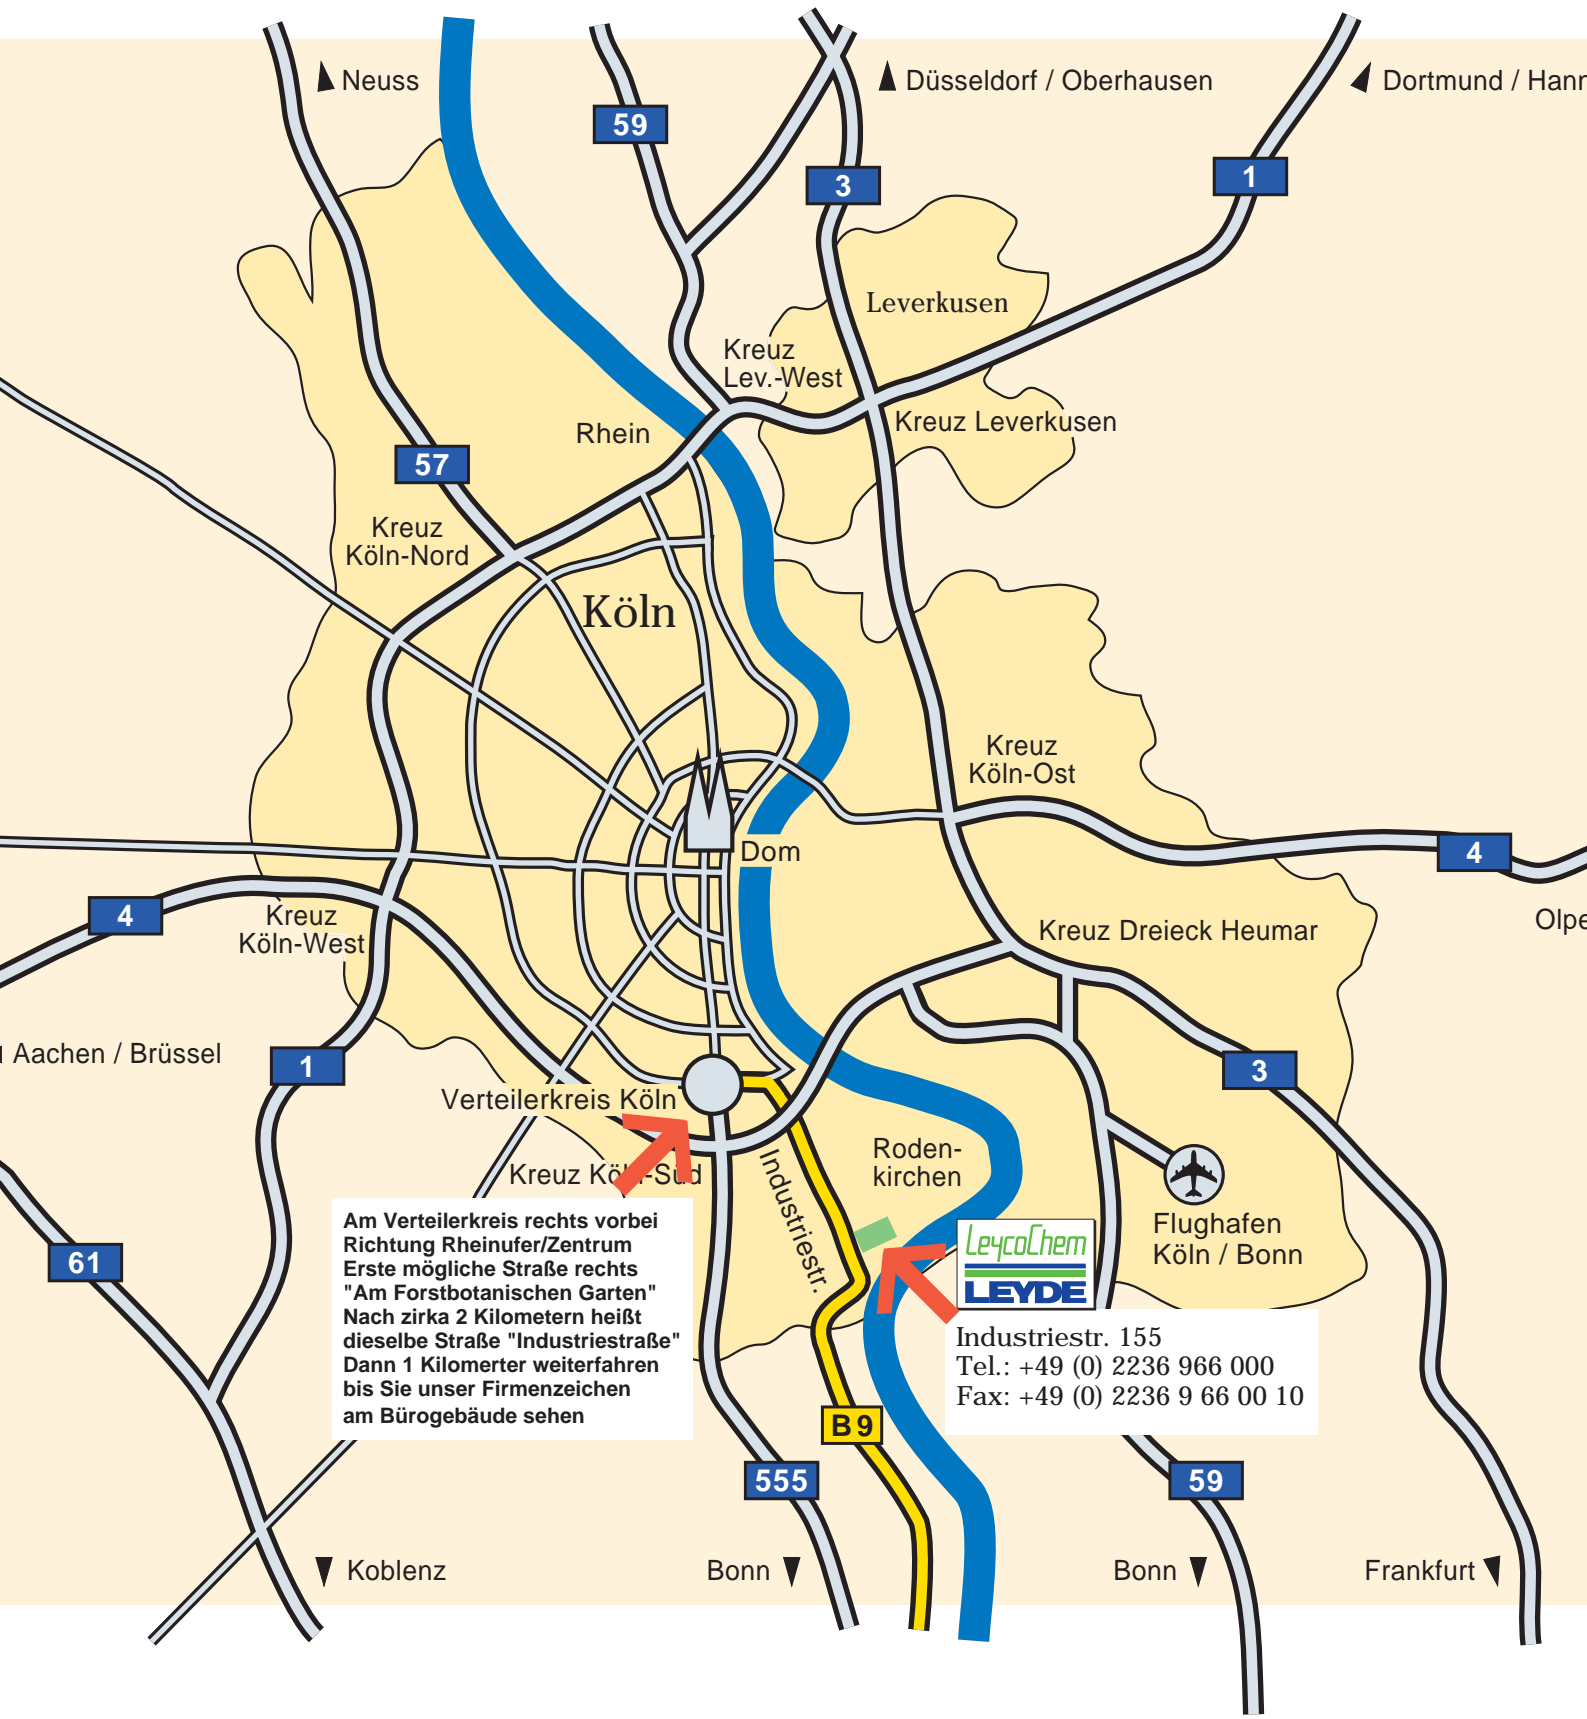 Neuss
Düsseldorf / Oberhausen
Dortmund / Hann
59
3
1
Leverkusen
Kreuz
Lev.-West
Kreuz Leverkusen
Rhein
57
Kreuz
Köln-Nord
Köln
Kreuz
Köln-Ost
Dom
4
4
Kreuz
Köln-West
Kreuz Dreieck Heumar
Olpe
Aachen / Brüssel
1
3
Verteilerkreis Köln
Kreuz Köln-Süd
Industriestr.
Roden-
kirchen
Flughafen
Köln / Bonn
61
Am Verteilerkreis rechts vorbei
Richtung Rheinufer/Zentrum
Erste mögliche Straße rechts
"Am Forstbotanischen Garten"
Nach zirka 2 Kilometern heißt
dieselbe Straße "Industriestraße"
Dann 1 Kilomerter weiterfahren
bis Sie unser Firmenzeichen
am Bürogebäude sehen
LeycoChem
LEYDE
Industriestr. 155
Tel.: +49 (0) 2236 966 000
Fax: +49 (0) 2236 9 66 00 10
B 9
555
59
Koblenz
Bonn
Bonn
Frankfurt